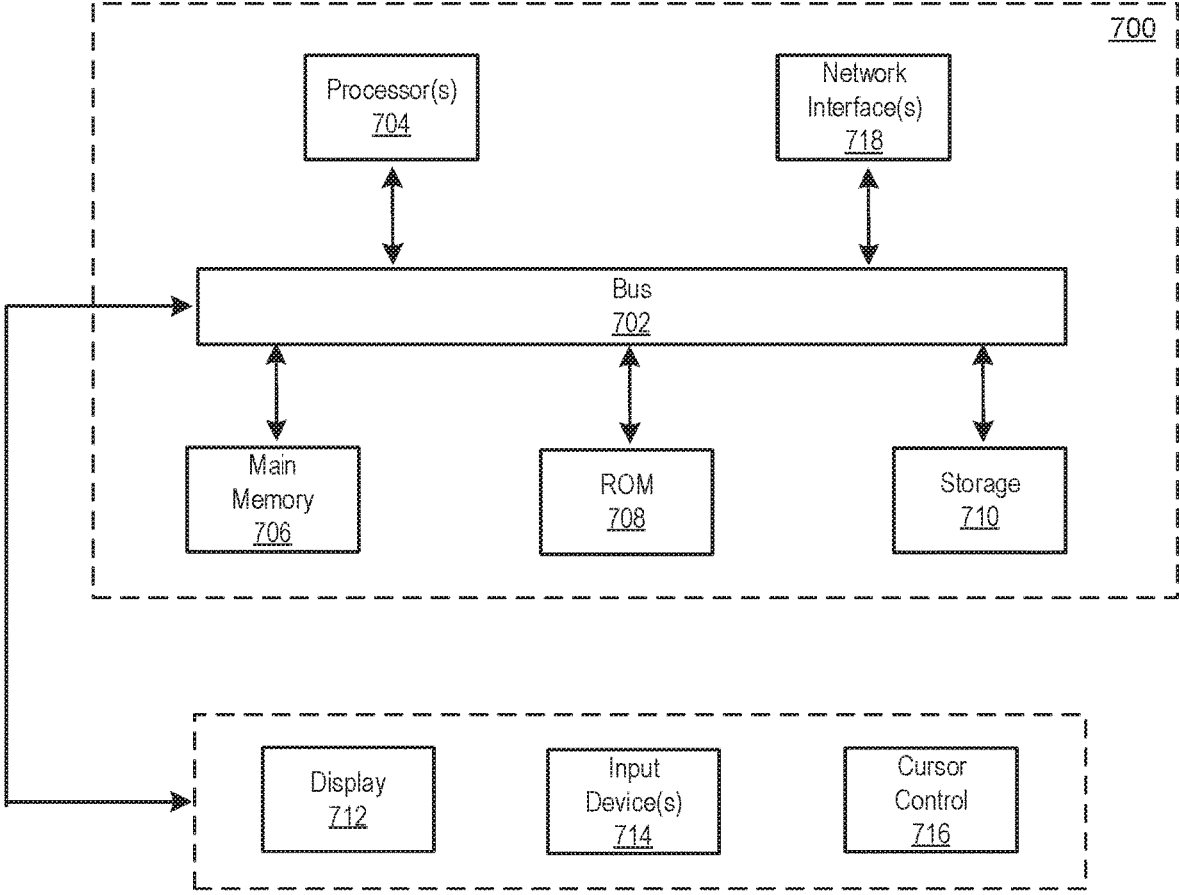 700
Processor(s)
704
Network
Interface(s)
718
Bus
702
Main
Memory
706
ROM
708
Storage
710
Display
712
Input
Device(s)
714
Cursor
Control
716